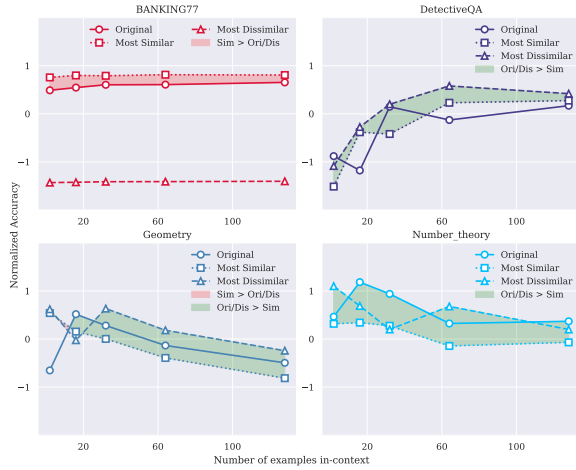 BANKING77
Original
Most Similar
Most Dissimilar
Sim > Ori/Dis
1
0
−1
20
60
100
DetectiveQA
Original
Most Similar
Most Dissimilar
Ori/Dis > Sim
1
0
−1
20
60
100
Normalized Accuracy
Geometry
Original
Most Similar
Most Dissimilar
Sim > Ori/Dis
Ori/Dis > Sim
1
0
−1
20
60
100
Number_theory
Original
Most Similar
Most Dissimilar
Ori/Dis > Sim
1
0
−1
20
60
100
Number of examples in-context